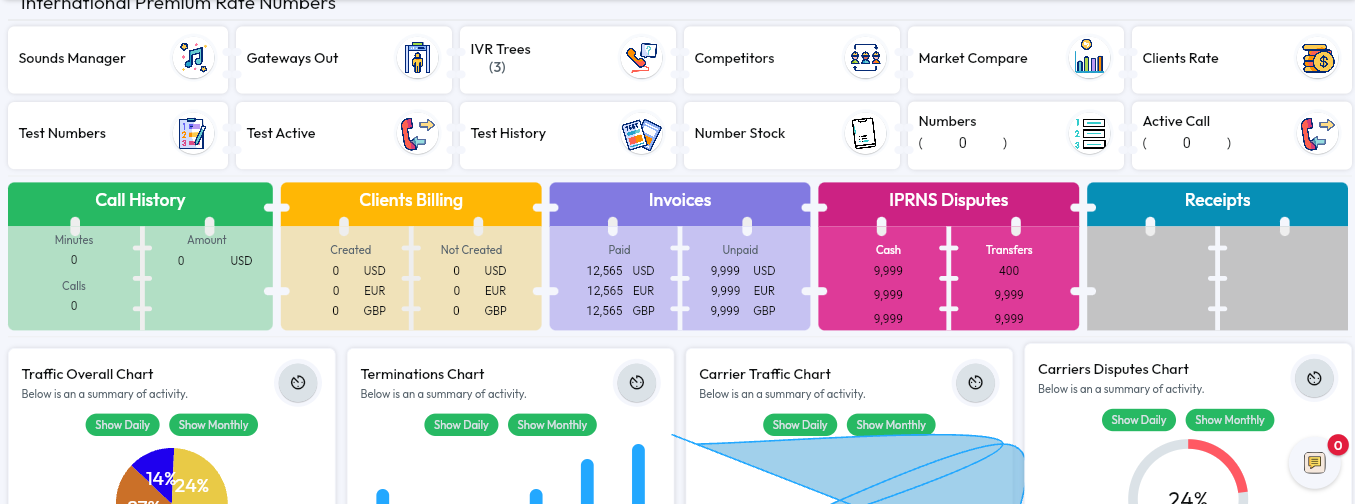 International Premium Rate Numbers
Sounds Manager
Gateways Out
IVR Trees
(3)
Competitors
Market Compare
Clients Rate
Test Numbers
Test Active
Test History
Number Stock
Numbers
( 0 )
Active Call
( 0 )
Call History
Minutes
0
Calls
0
Amount
0 USD
Clients Billing
Created
0 USD
0 EUR
0 GBP
Not Created
0 USD
0 EUR
0 GBP
Invoices
Paid
12,565 USD
12,565 EUR
12,565 GBP
Unpaid
9,999 USD
9,999 EUR
9,999 GBP
IPRNS Disputes
Cash
9,999
9,999
9,999
Transfers
400
9,999
9,999
Receipts
Traffic Overall Chart
Below is an a summary of activity.
Show Daily Show Monthly
14%
24%
Terminations Chart
Below is an a summary of activity.
Show Daily Show Monthly
Carrier Traffic Chart
Below is an a summary of activity.
Show Daily Show Monthly
Carriers Disputes Chart
Below is an a summary of activity.
Show Daily Show Monthly
24%
0